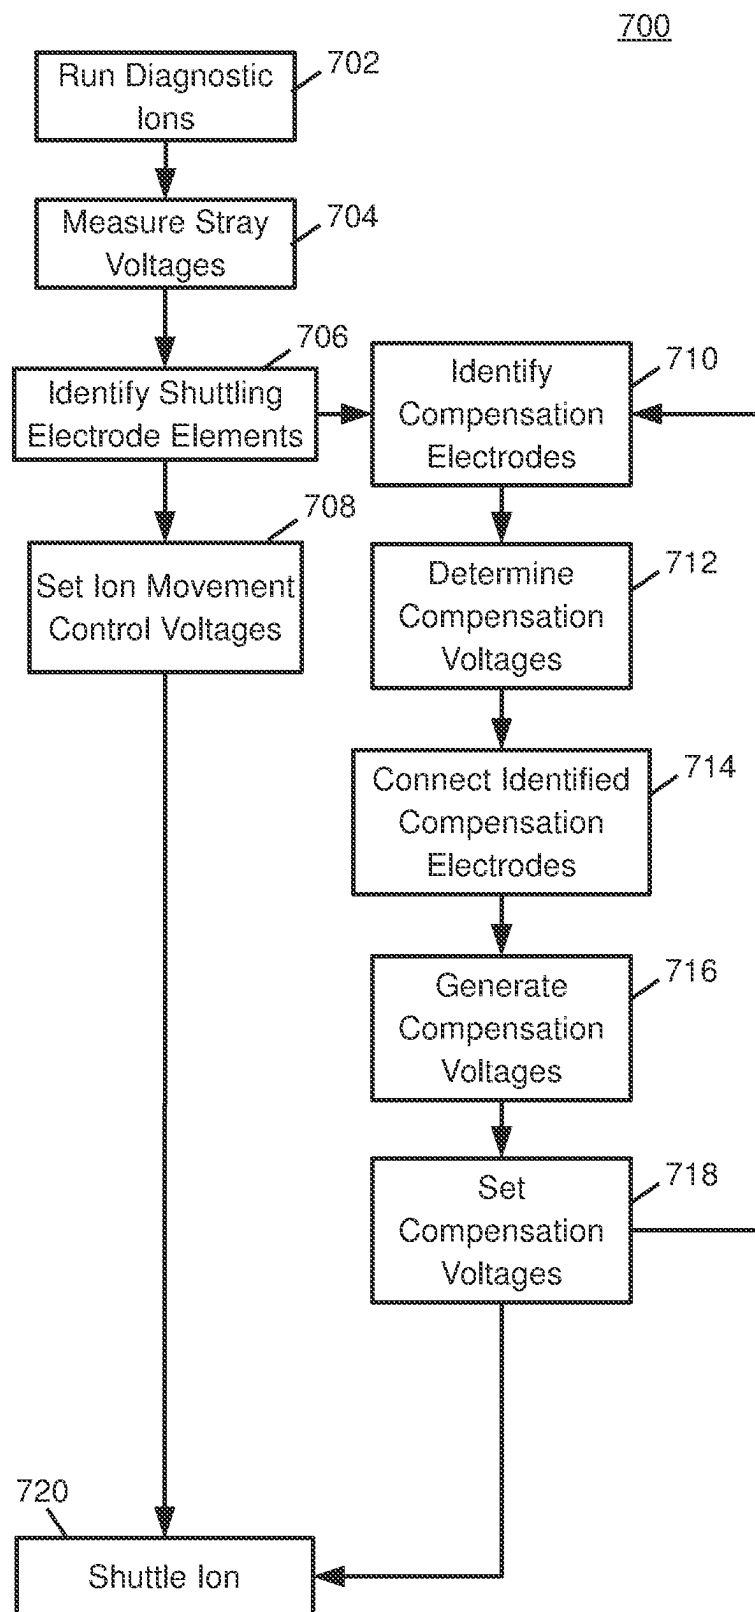 700
702
Run Diagnostic
Ions
704
Measure Stray
Voltages
706
Identify Shuttling
Electrode Elements
708
Set Ion Movement
Control Voltages
710
Identify
Compensation
Electrodes
712
Determine
Compensation
Voltages
714
Connect Identified
Compensation
Electrodes
716
Generate
Compensation
Voltages
718
Set
Compensation
Voltages
720
Shuttle Ion